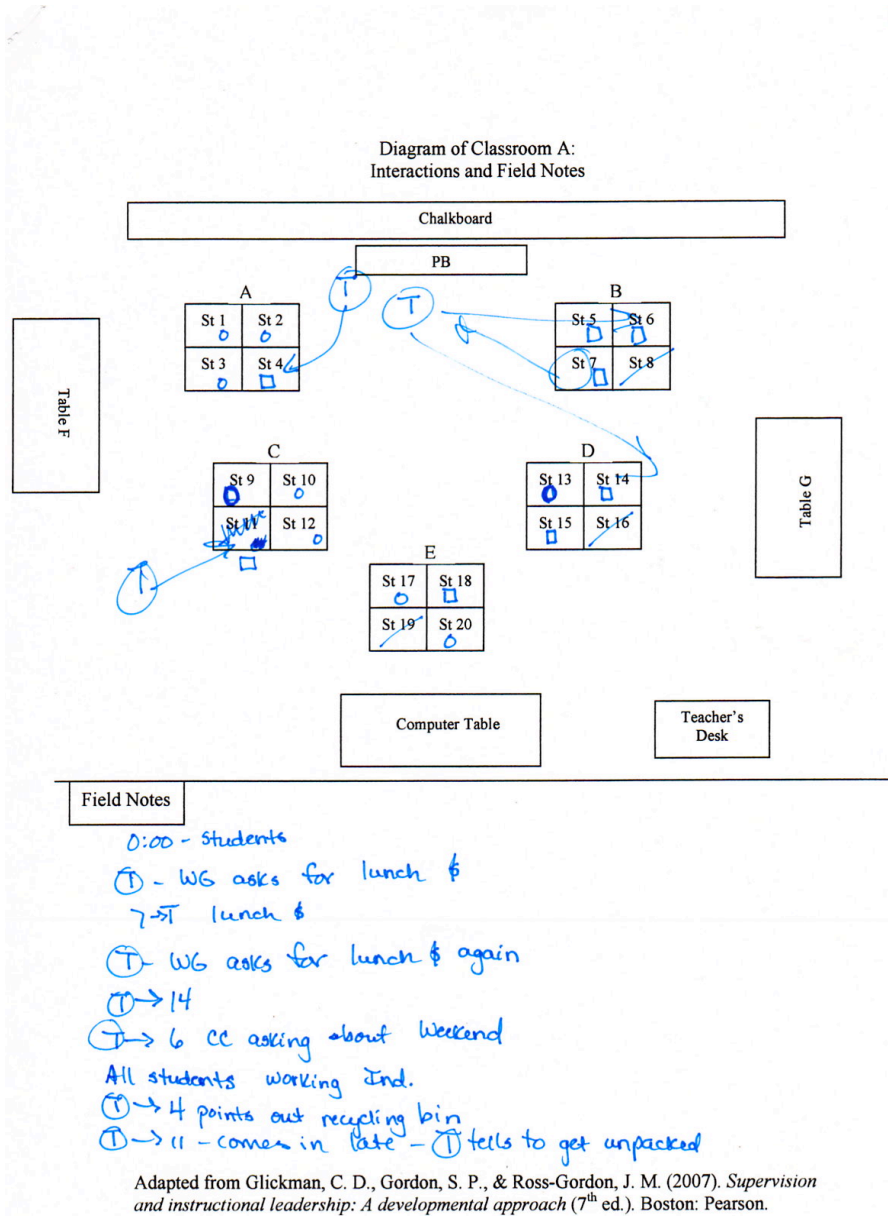 Diagram of Classroom A:
Interactions and Field Notes
Chalkboard
PB
T
T
A
St 1 St 2
St 3 St 4
B
St 5 St 6
St 7 St 8
Table F
Table G
C
St 9 St 10
St 11 St 12
D
St 13 St 14
St 15 St 16
T
E
St 17 St 18
St 19 St 20
Computer Table
Teacher's
Desk
Field Notes
0:00 - Students
T - WG asks for lunch $
7→T lunch $
T - WG asks for lunch $ again
T→14
T→ 6 CC asking about Weekend
All students working Ind.
T→ 4 points out recycling bin
T→ 11 - comes in late - T tells to get unpacked
Adapted from Glickman, C. D., Gordon, S. P., & Ross-Gordon, J. M. (2007). Supervision
and instructional leadership: A developmental approach (7th ed.). Boston: Pearson.